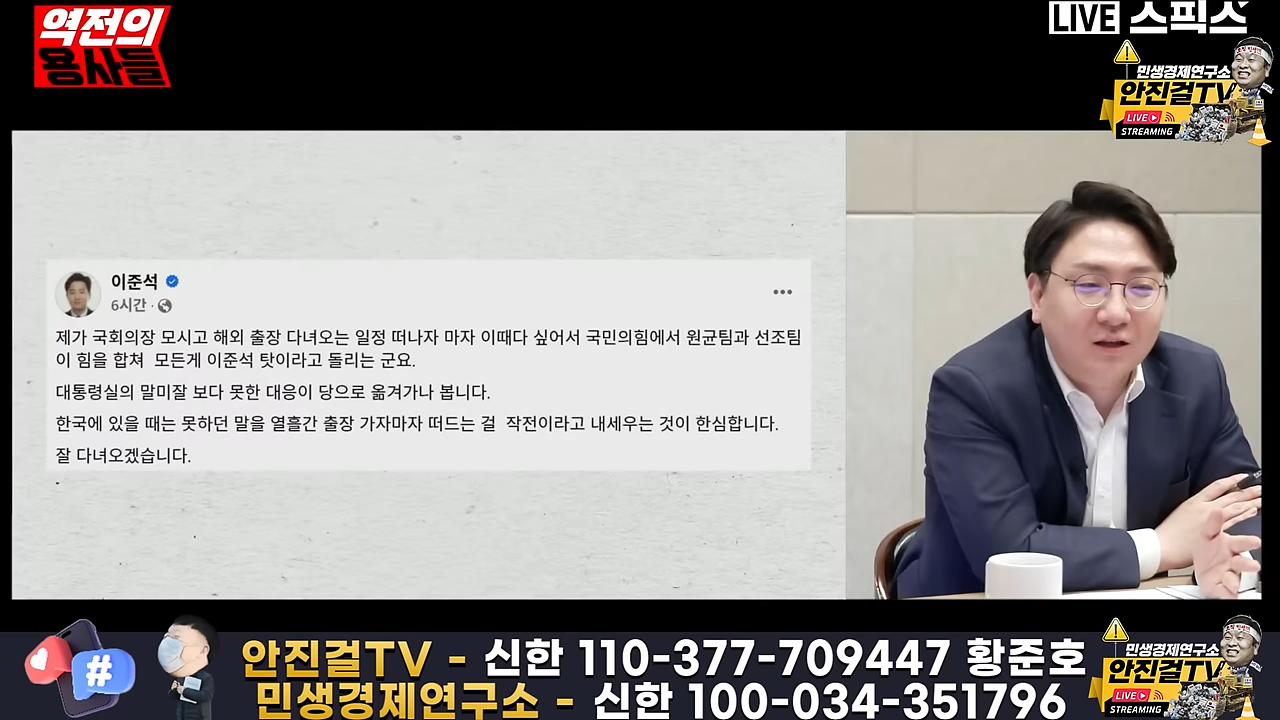 역전의
용사들
LIVE 스픽스
민생경제연구소
안진걸TV
LIVE
STREAMING
이준석
6시간 ·
제가 국회의장 모시고 해외 출장 다녀오는 일정 떠나자 마자 이때다 싶어서 국민의힘에서 원균팀과 선조팀
이 힘을 합쳐 모든게 이준석 탓이라고 돌리는 군요.
대통령실의 말미잘 보다 못한 대응이 당으로 옮겨가나 봅니다.
한국에 있을 때는 못하던 말을 열흘간 출장 가자마자 떠드는 걸 작전이라고 내세우는 것이 한심합니다.
잘 다녀오겠습니다.
#
안진걸TV - 신한 110-377-709447 황준호
민생경제연구소 - 신한 100-034-351796
민생경제연구소
안진걸TV
LIVE
STREAMING